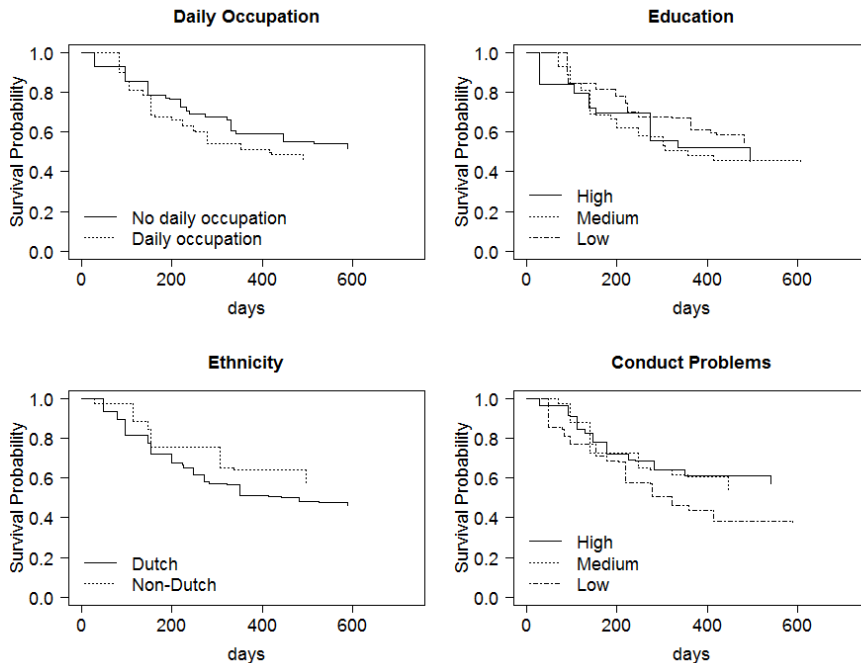 Daily Occupation
Survival Probability
1.0
0.8
0.6
0.4
0.2
0.0
No daily occupation
Daily occupation
0 200 400 600
days
Education
Survival Probability
1.0
0.8
0.6
0.4
0.2
0.0
High
Medium
Low
0 200 400 600
days
Ethnicity
Survival Probability
1.0
0.8
0.6
0.4
0.2
0.0
Dutch
Non-Dutch
0 200 400 600
days
Conduct Problems
Survival Probability
1.0
0.8
0.6
0.4
0.2
0.0
High
Medium
Low
0 200 400 600
days